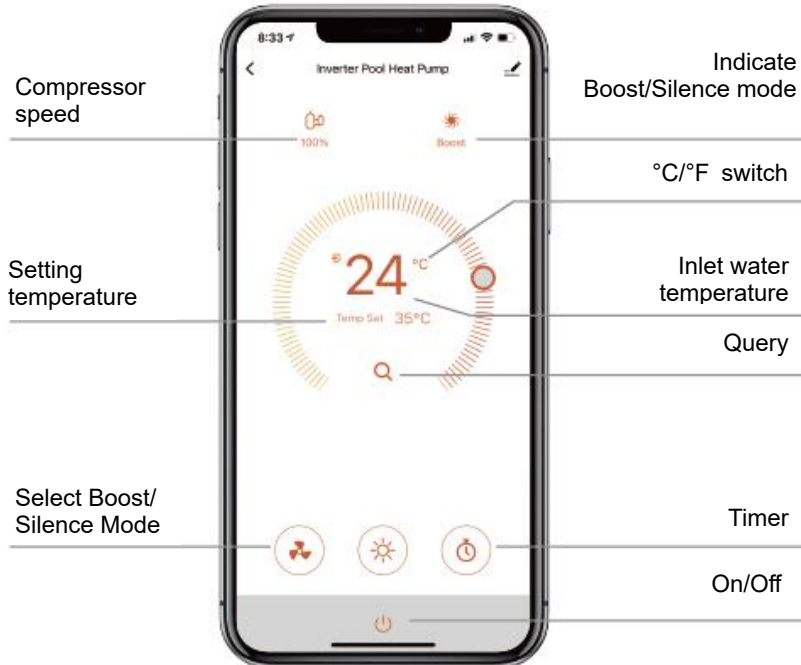 8:33
Inverter Pool Heat Pump
Indicate
Boost/Silence mode
Compressor
speed
100%
Boost
°C/°F switch
24 °C
Setting
temperature
Inlet water
temperature
Temp Set 35°C
Query
Select Boost/
Silence Mode
Timer
On/Off